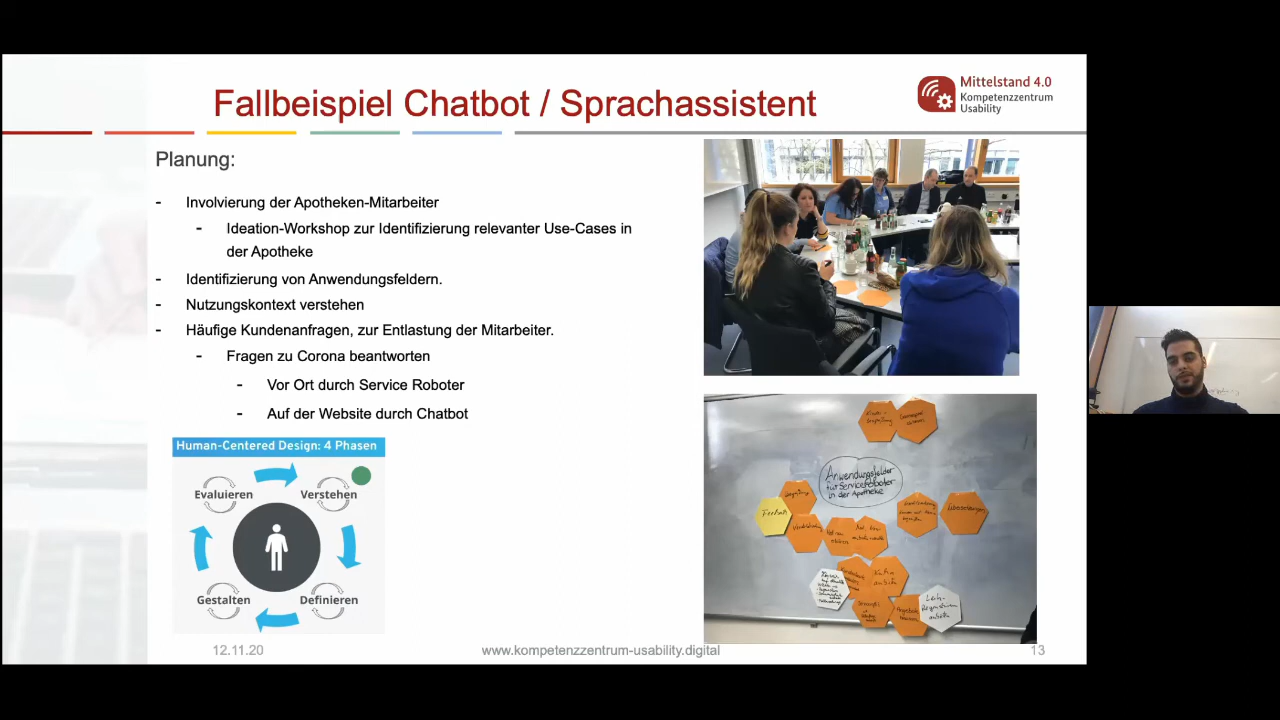 Fallbeispiel Chatbot / Sprachassistent
Mittelstand 4.0
Kompetenzzentrum
Usability
Planung:
- Involvierung der Apotheken-Mitarbeiter
- Ideation-Workshop zur Identifizierung relevanter Use-Cases in
der Apotheke
- Identifizierung von Anwendungsfeldern.
- Nutzungskontext verstehen
- Häufige Kundenanfragen, zur Entlastung der Mitarbeiter.
- Fragen zu Corona beantworten
- Vor Ort durch Service Roboter
- Auf der Website durch Chatbot
Human-Centered Design: 4 Phasen
Evaluieren
Verstehen
Gestalten
Definieren
Anwendungsfelder
für Serviceroboter
in der Apotheke
Übersetzungen
12.11.20
www.kompetenzzentrum-usability.digital
13